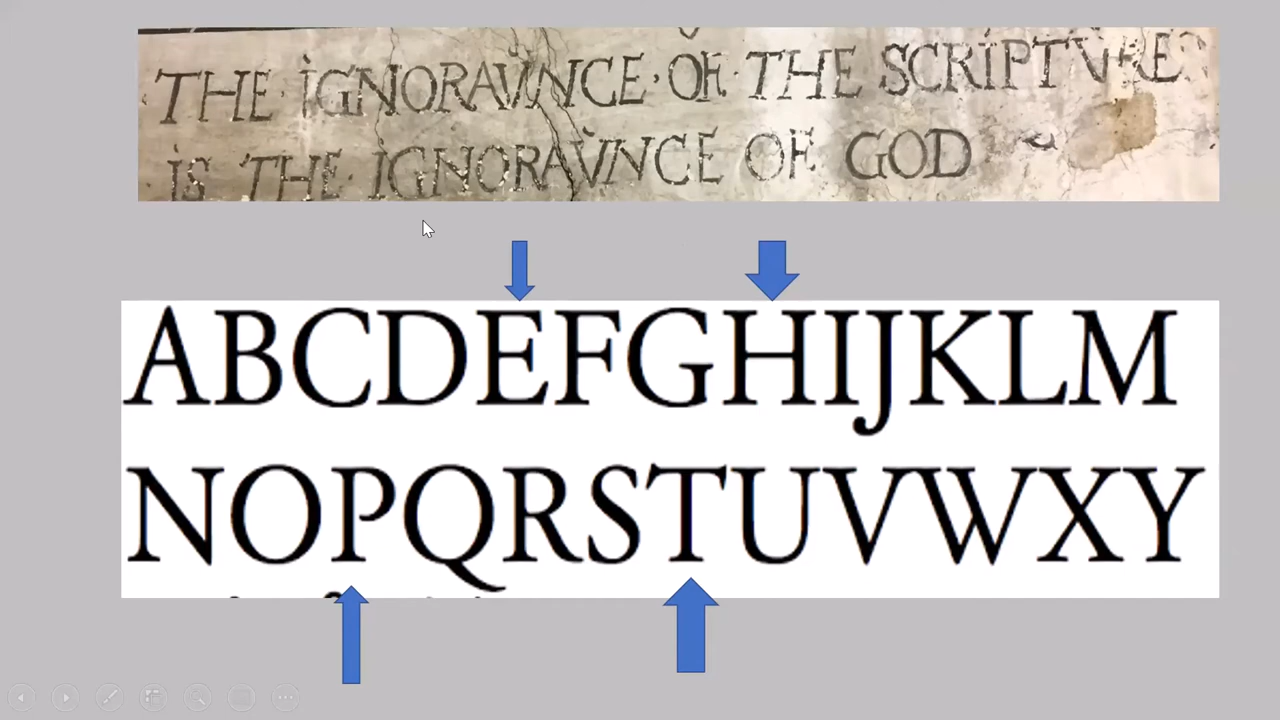 ·THE·IGNORAVNCE·OF·THE SCRIPTVRES
·IS·THE·IGNORAVNCE OF GOD
ABCDEFGHIJKLM
NOPQRSTUVWXY